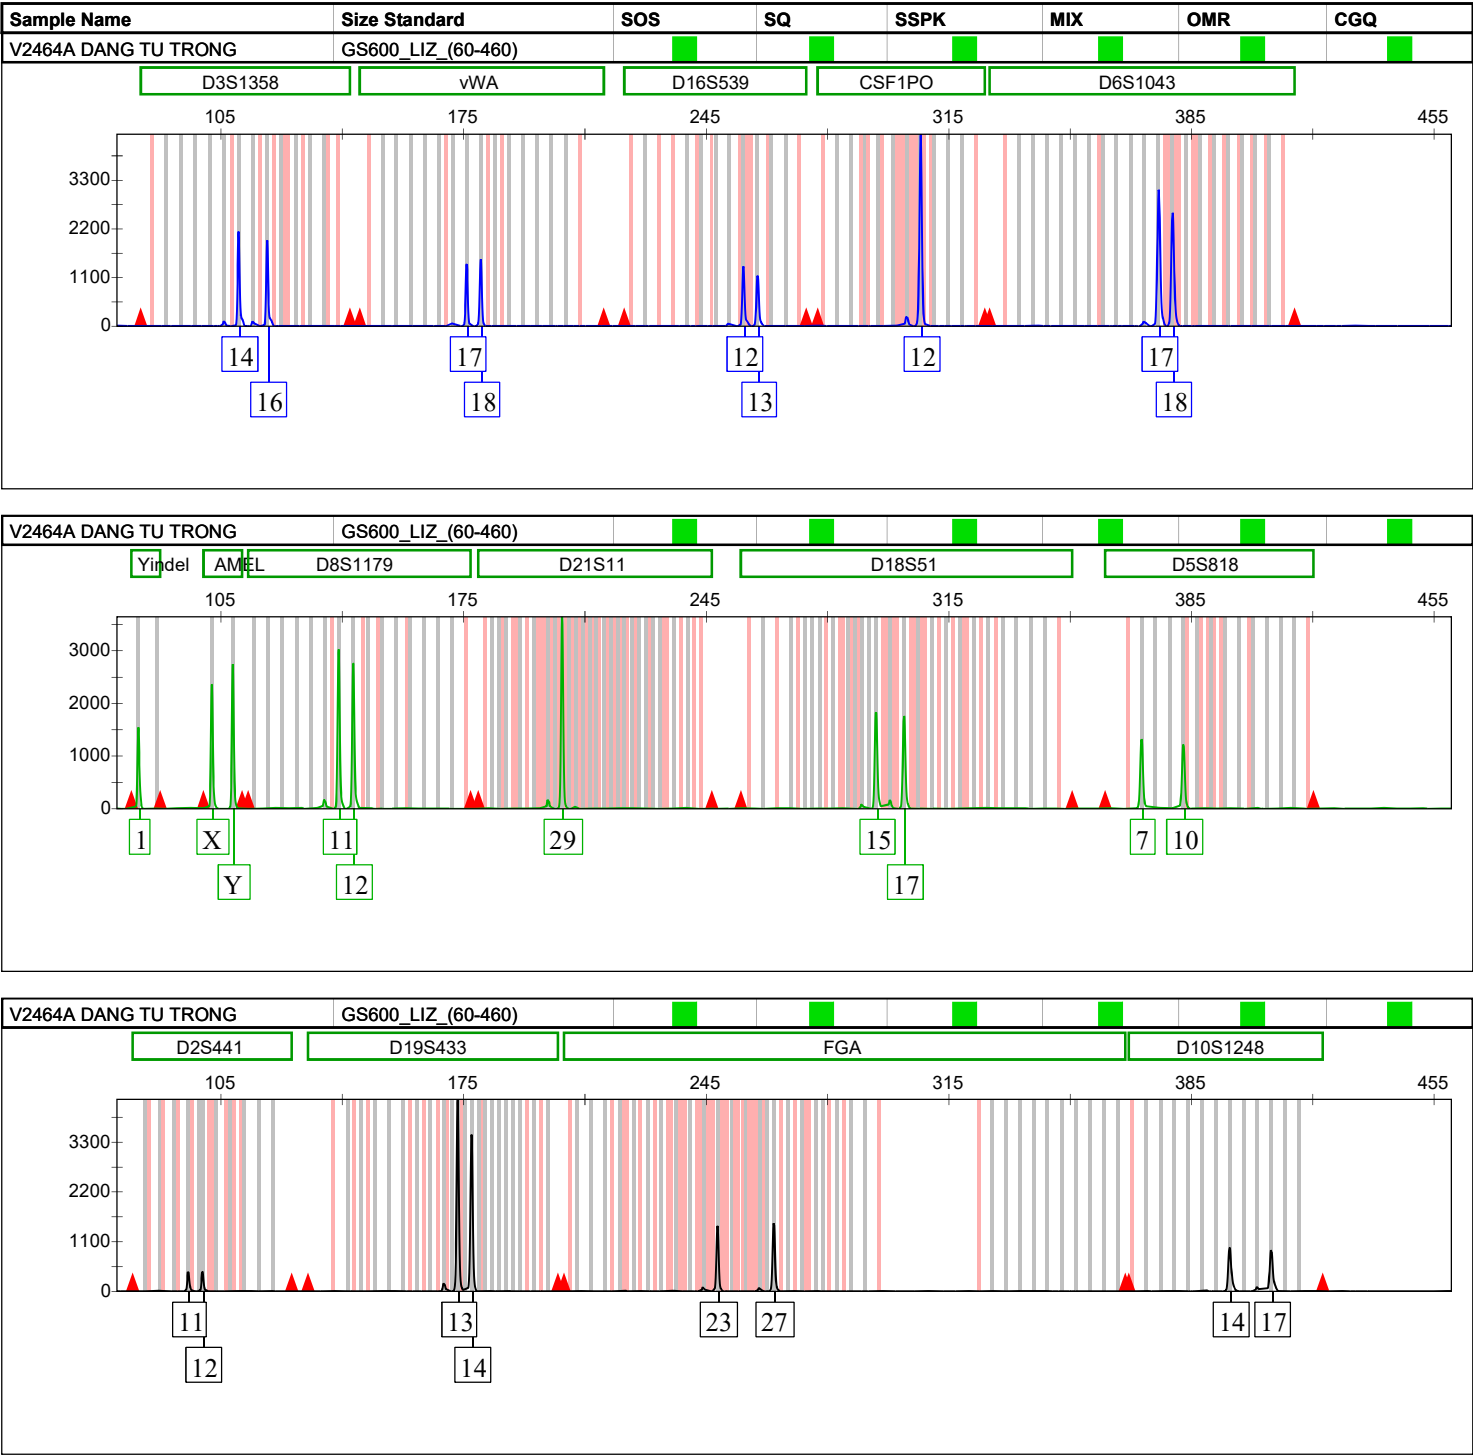 Sample Name Size Standard SOS SQ SSPK MIX OMR CGQ
V2464A DANG TU TRONG GS600_LIZ_(60-460)
D3S1358 vWA D16S539 CSF1PO D6S1043
105 175 245 315 385 455
3300
2200
1100
0
14 17 12 12 17
16 18 13 18
V2464A DANG TU TRONG GS600_LIZ_(60-460)
Yindel AMEL D8S1179 D21S11 D18S51 D5S818
105 175 245 315 385 455
3000
2000
1000
0
1 X 11 29 15 7 10
Y 12 17
V2464A DANG TU TRONG GS600_LIZ_(60-460)
D2S441 D19S433 FGA D10S1248
105 175 245 315 385 455
3300
2200
1100
0
11 13 23 27 14 17
12 14